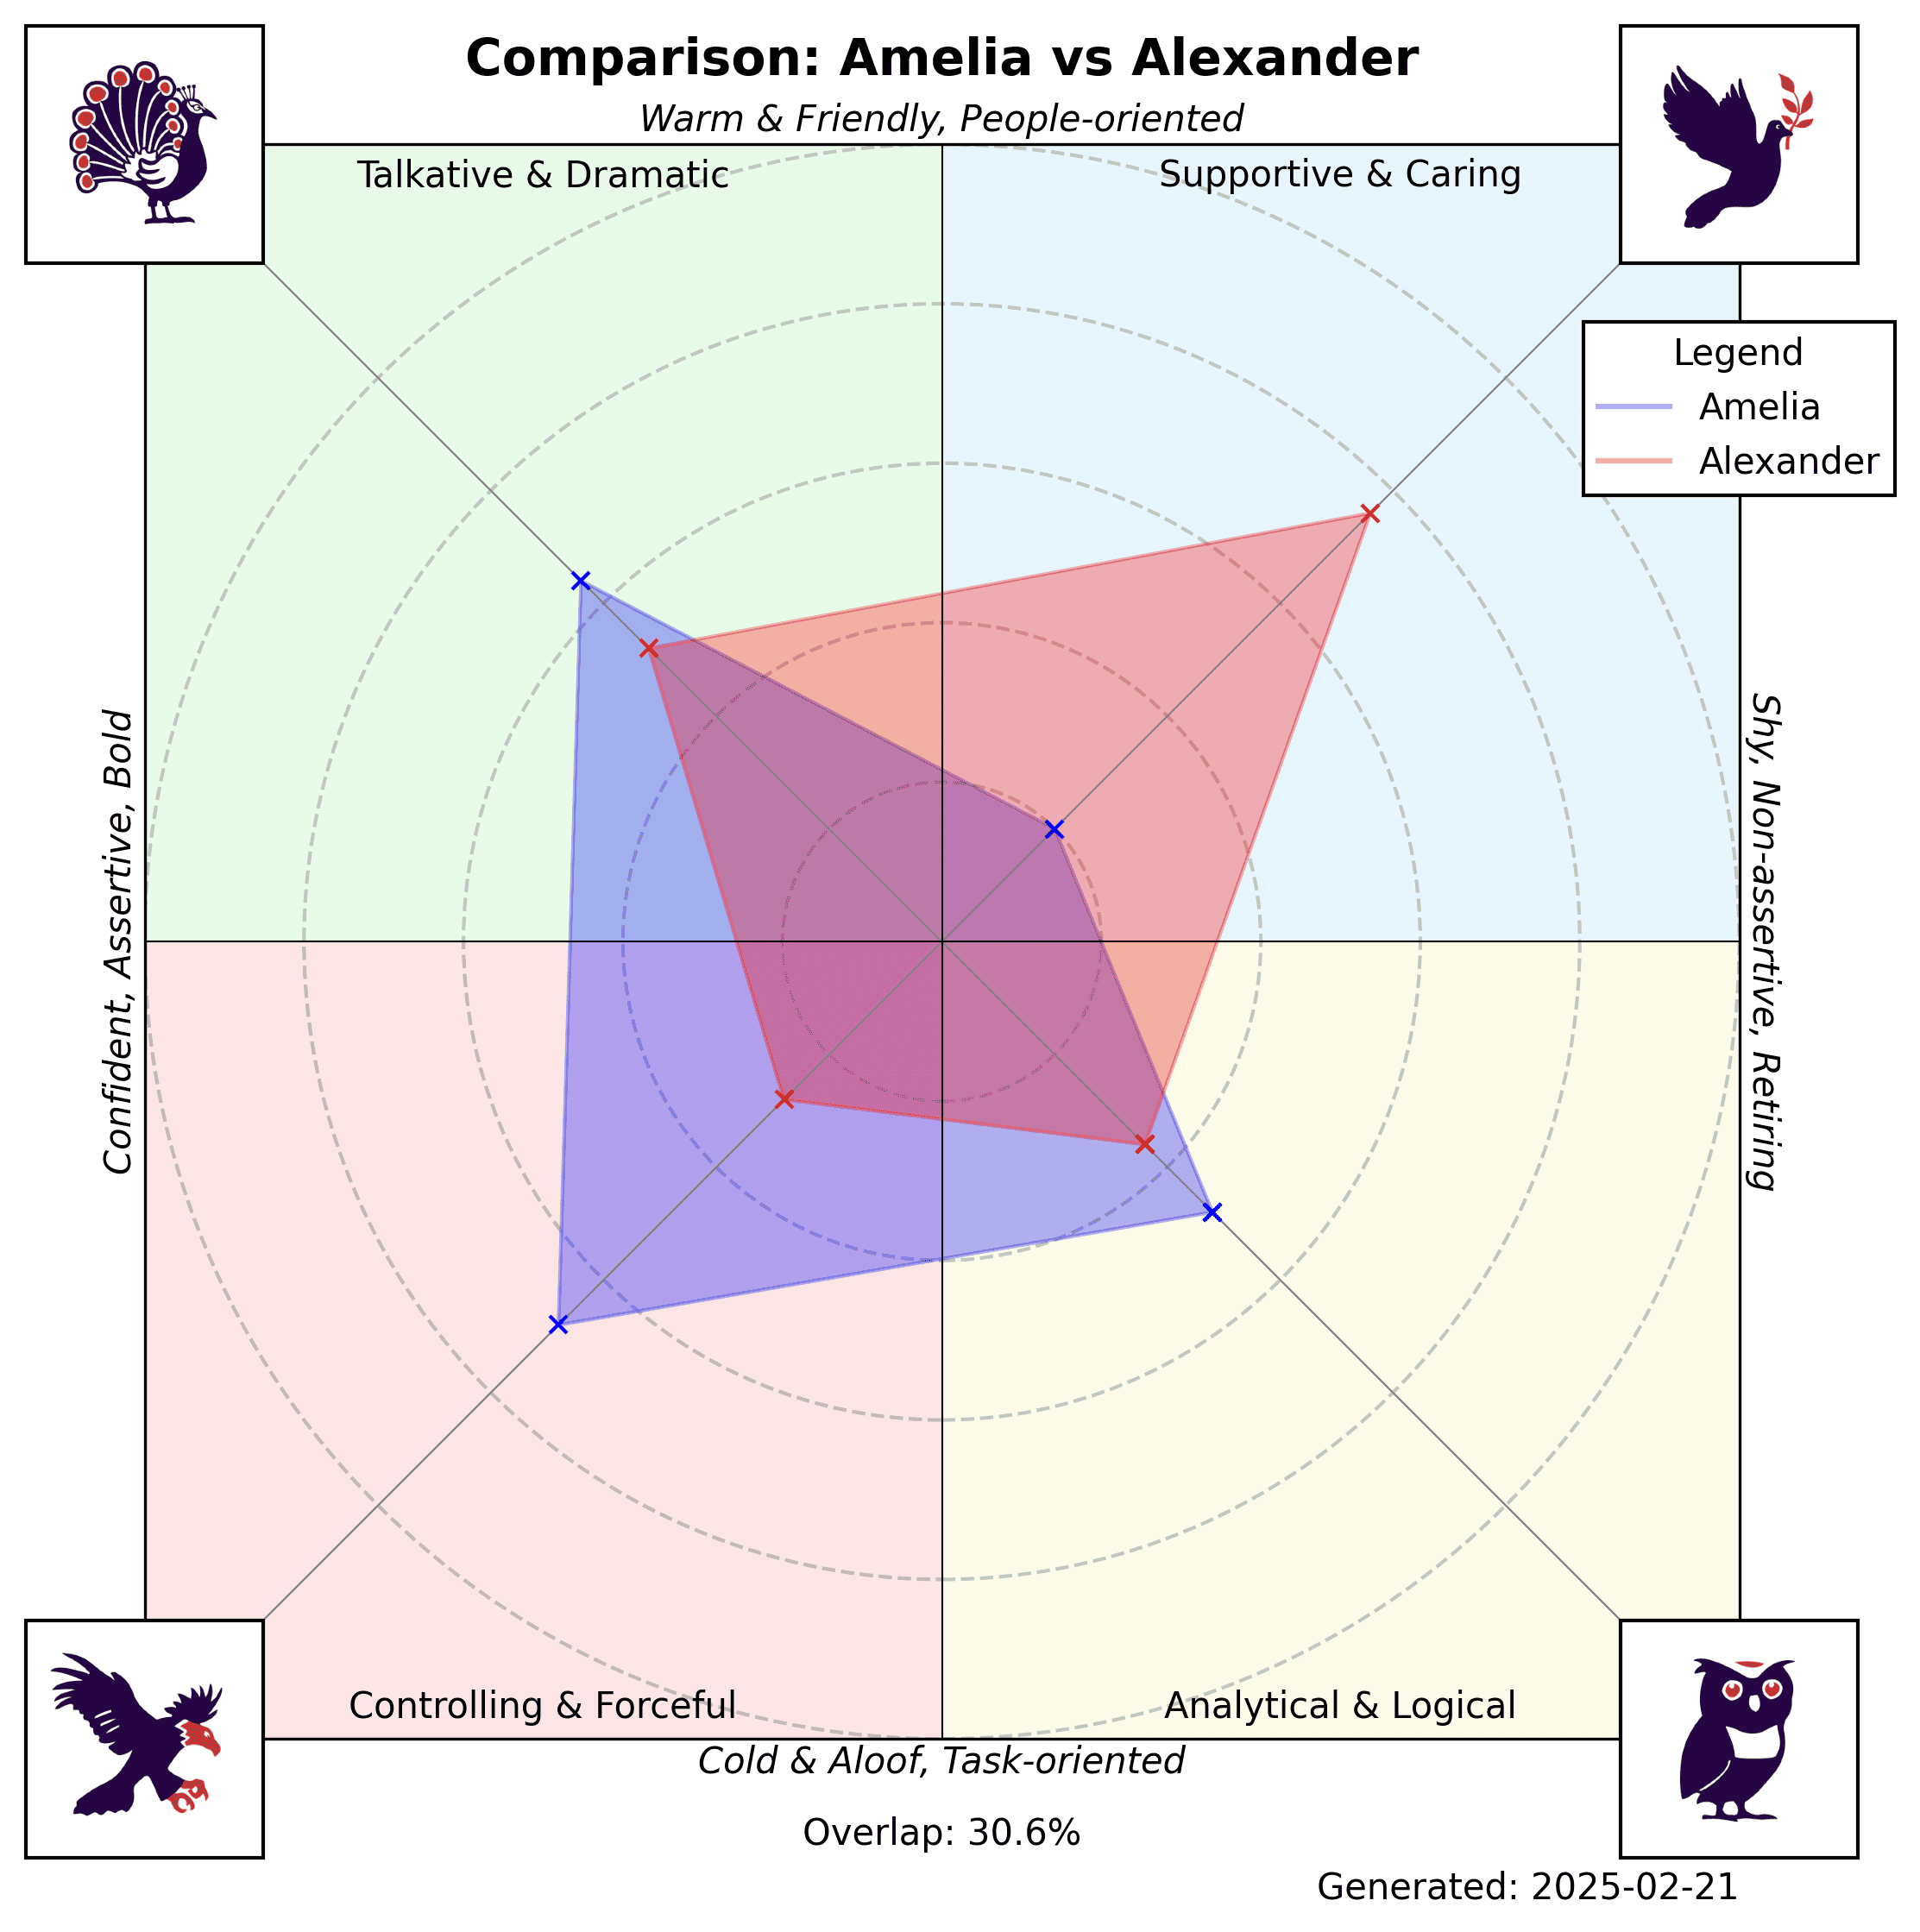 Comparison: Amelia vs Alexander
Warm & Friendly, People-oriented
Talkative & Dramatic
Supportive & Caring
Legend
Amelia
Alexander
Confident, Assertive, Bold
Shy, Non-assertive, Retiring
Controlling & Forceful
Analytical & Logical
Cold & Aloof, Task-oriented
Overlap: 30.6%
Generated: 2025-02-21